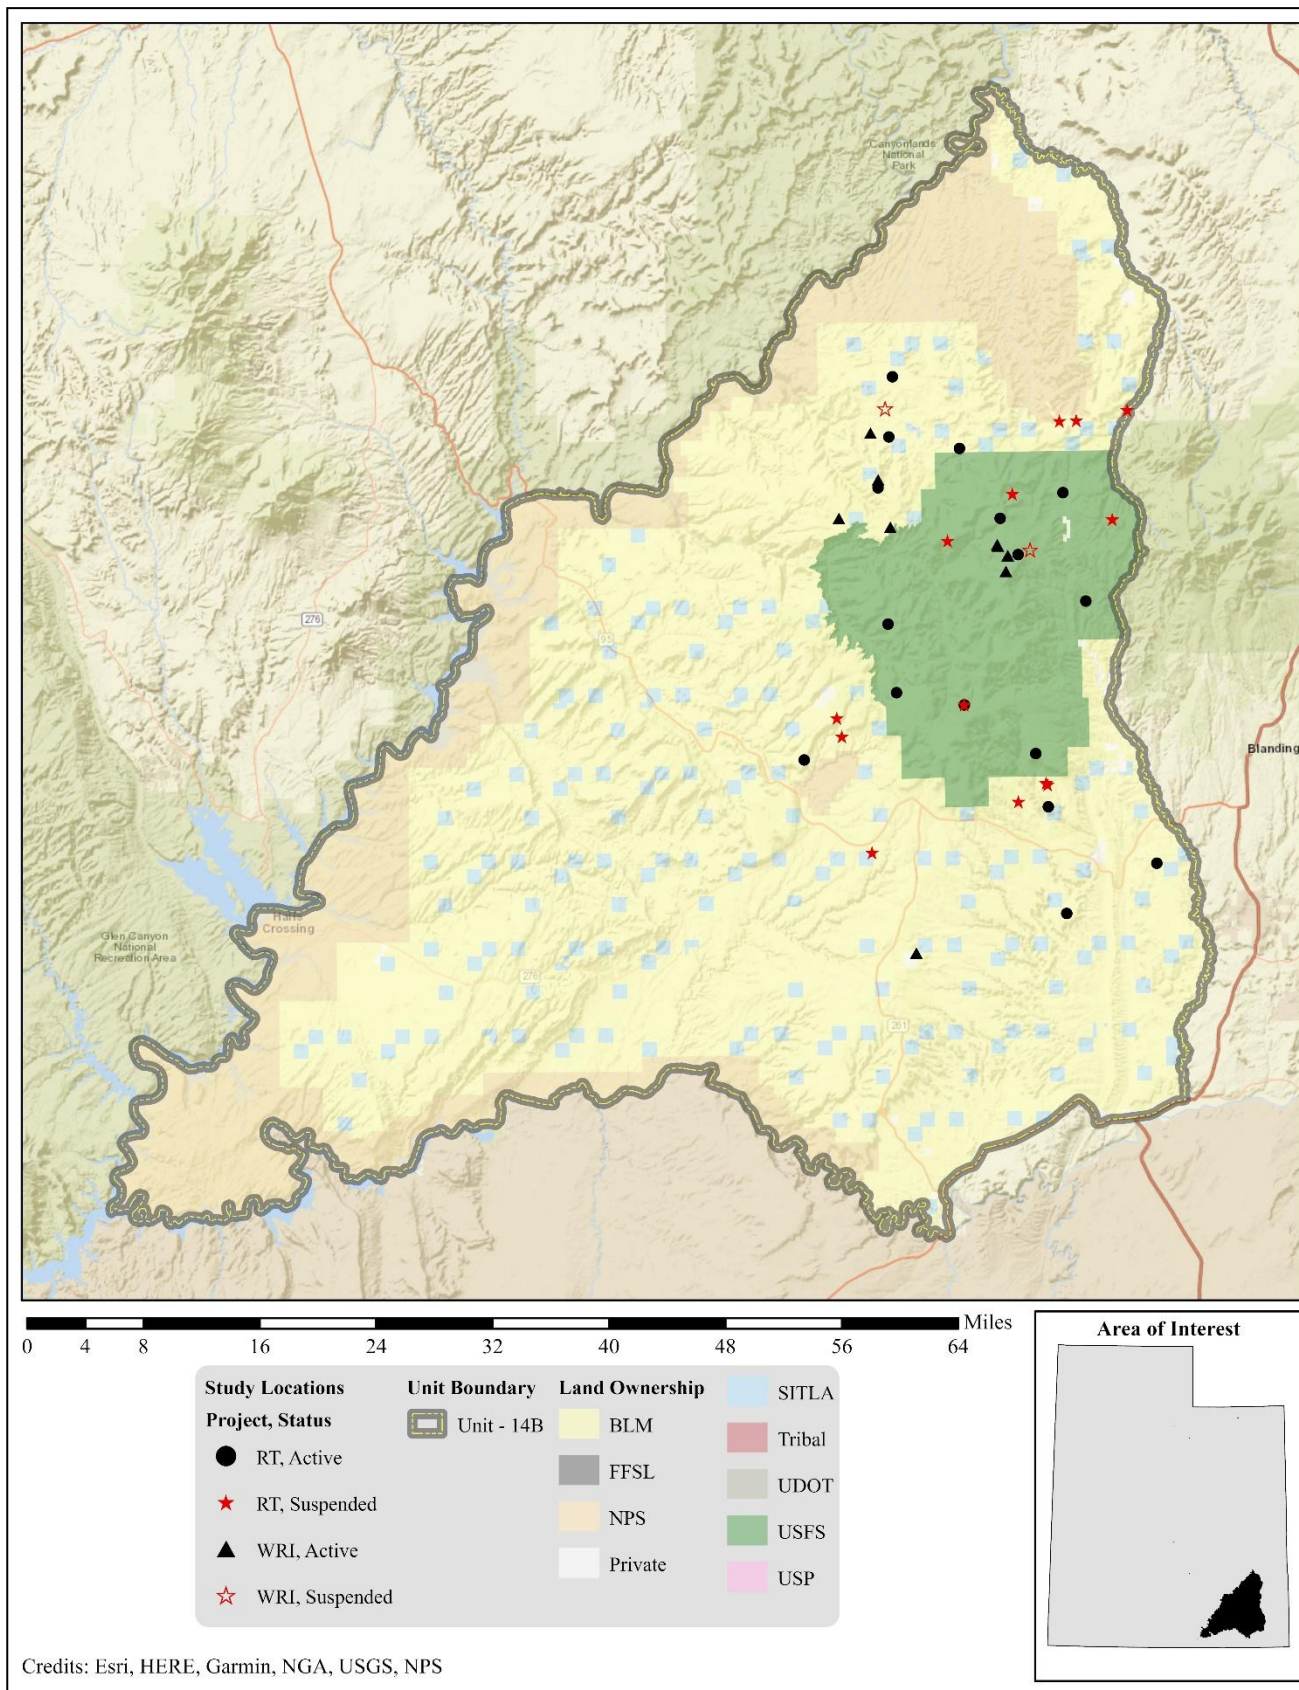 Canyonlands
National
Park
276
95
Blanding
Halls
Crossing
Glen Canyon
National
Recreation Area
276
261
Miles
0 4 8 16 24 32 40 48 56 64
Study Locations
Project, Status
RT, Active
RT, Suspended
WRI, Active
WRI, Suspended
Unit Boundary
Unit - 14B
Land Ownership
BLM
FFSL
NPS
Private
SITLA
Tribal
UDOT
USFS
USP
Area of Interest
Credits: Esri, HERE, Garmin, NGA, USGS, NPS